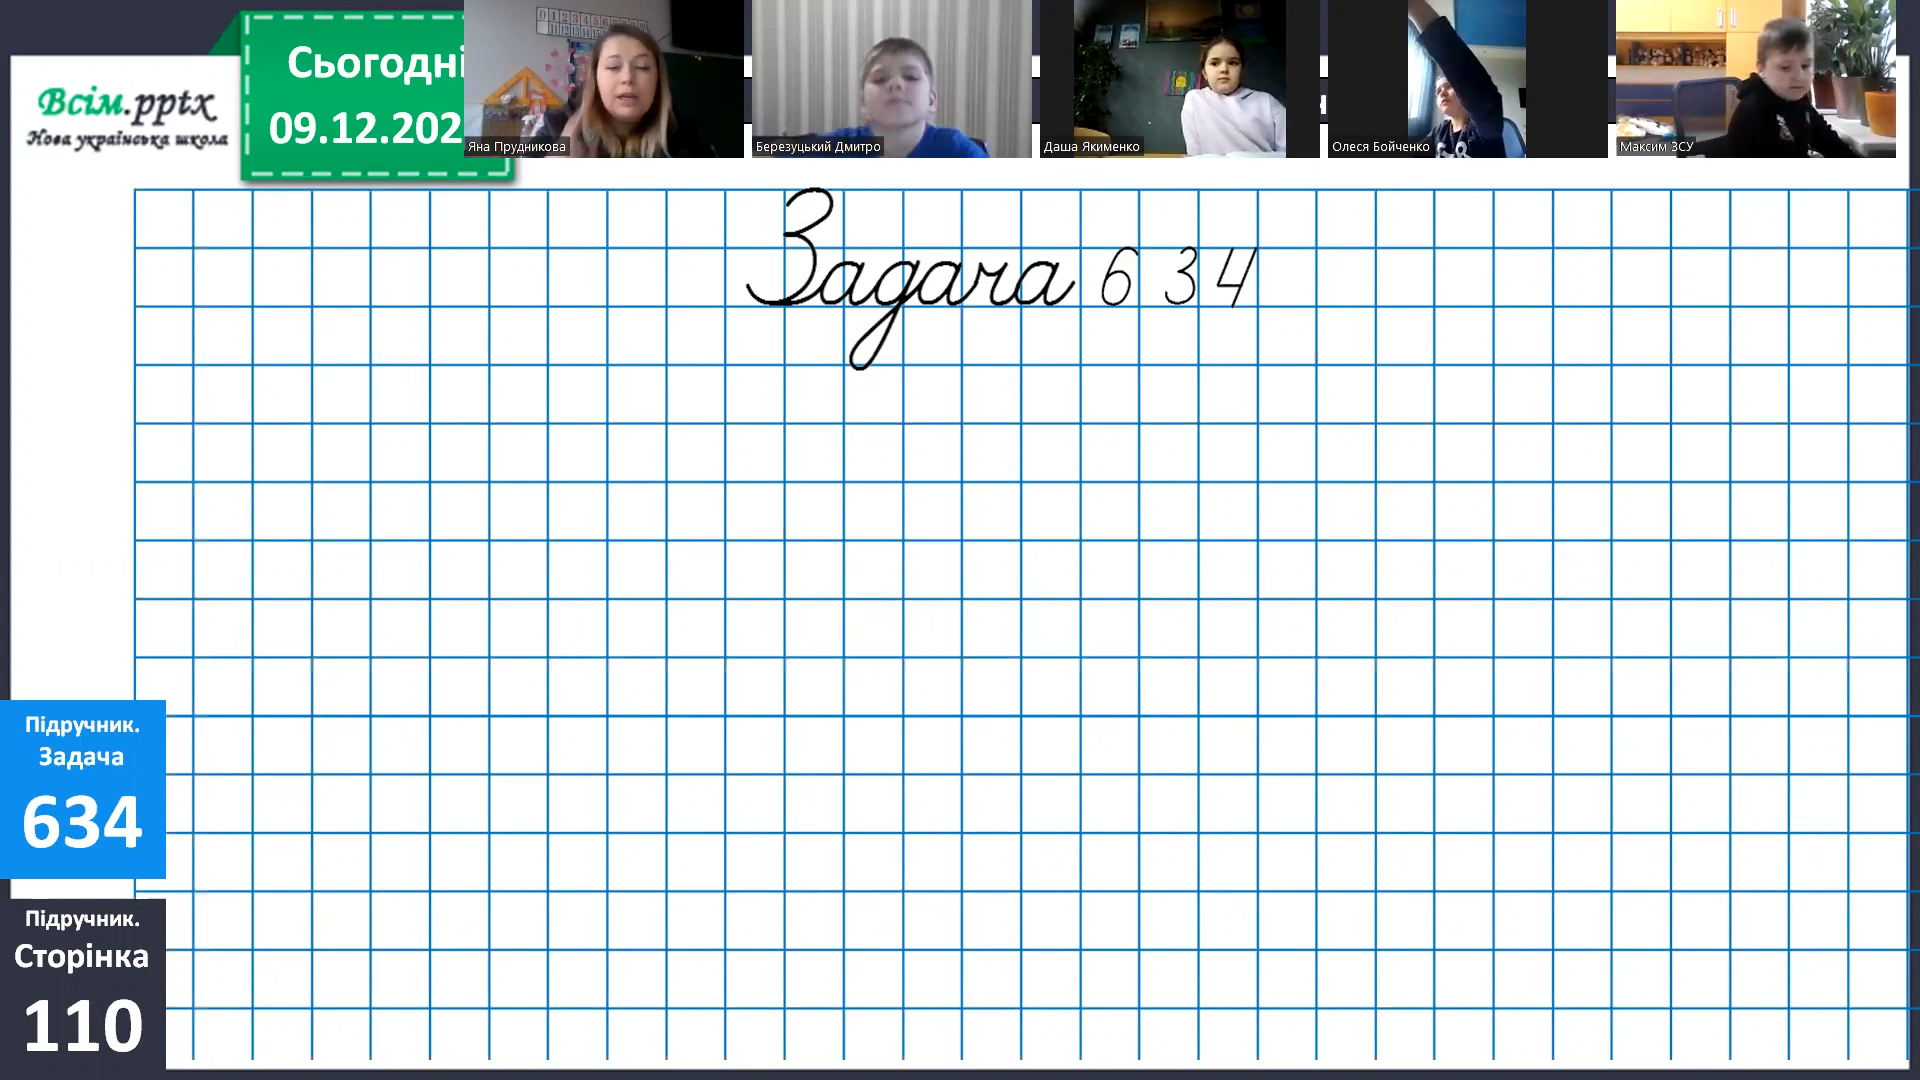 Всім.pptx
Нова українська школа
Сьогодні
09.12.202
Яна Прудникова
Березуцький Дмитро
Даша Якименко
Олеся Бойченко
Максим ЗСУ
Задача 634
Підручник.
Задача
634
Підручник.
Сторінка
110